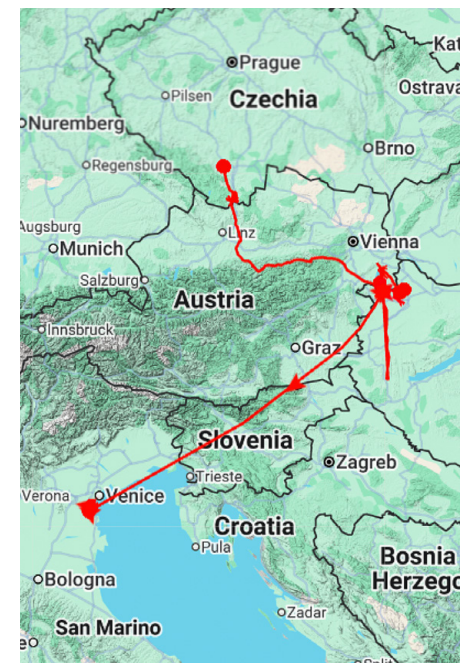 Kat
Prague
Ostrava
Pilsen
Czechia
Nuremberg
Brno
Regensburg
Linz
Augsburg
Vienna
Munich
Salzburg
Austria
Innsbruck
Graz
Slovenia
Zagreb
Trieste
Verona
Venice
Croatia
Pula
Bosnia
Herzego
Bologna
Zadar
San Marino